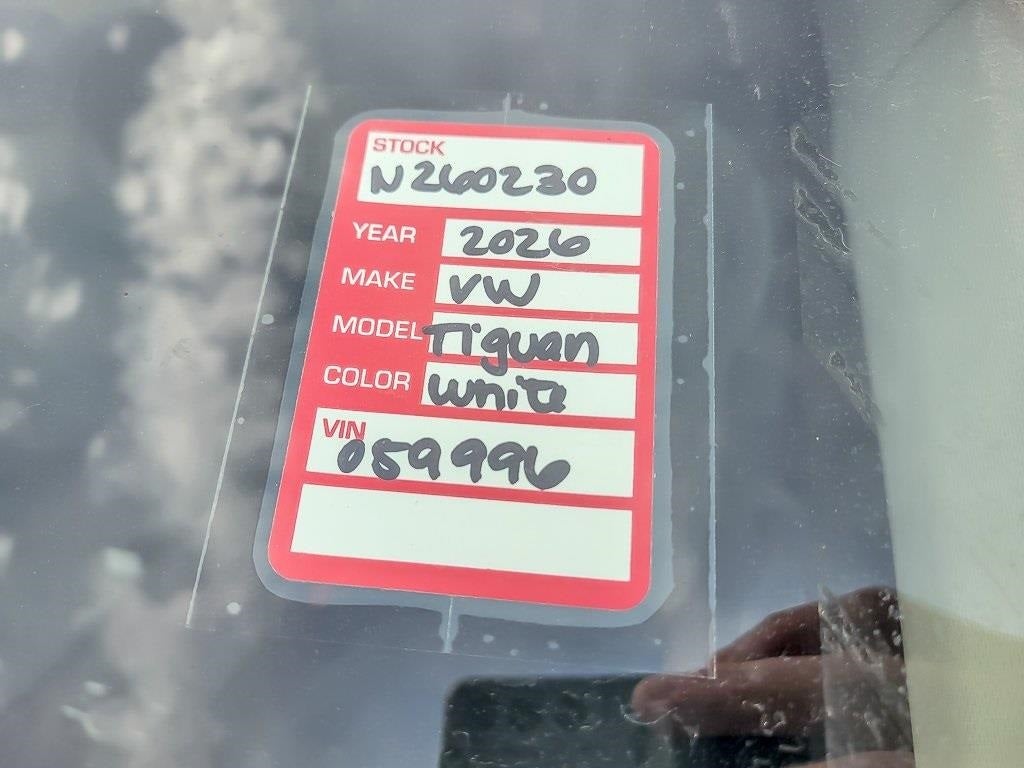 STOCK
N260230
YEAR 2026
MAKE VW
MODEL Tiguan
COLOR White
VIN
059996